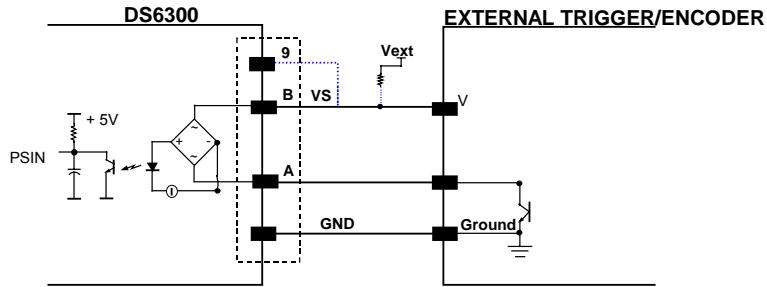 DS6300
EXTERNAL TRIGGER/ENCODER
9
Vext
B
VS
V
+ 5V
PSIN
~
+
-
~
A
I
GND
Ground